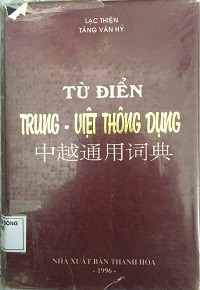 LẠC THIỆN
TĂNG VĂN HỶ
TỪ ĐIỂN
TRUNG - VIỆT THÔNG DỤNG
中越通用词典
NHÀ XUẤT BẢN THANH HÓA
- 1996 -